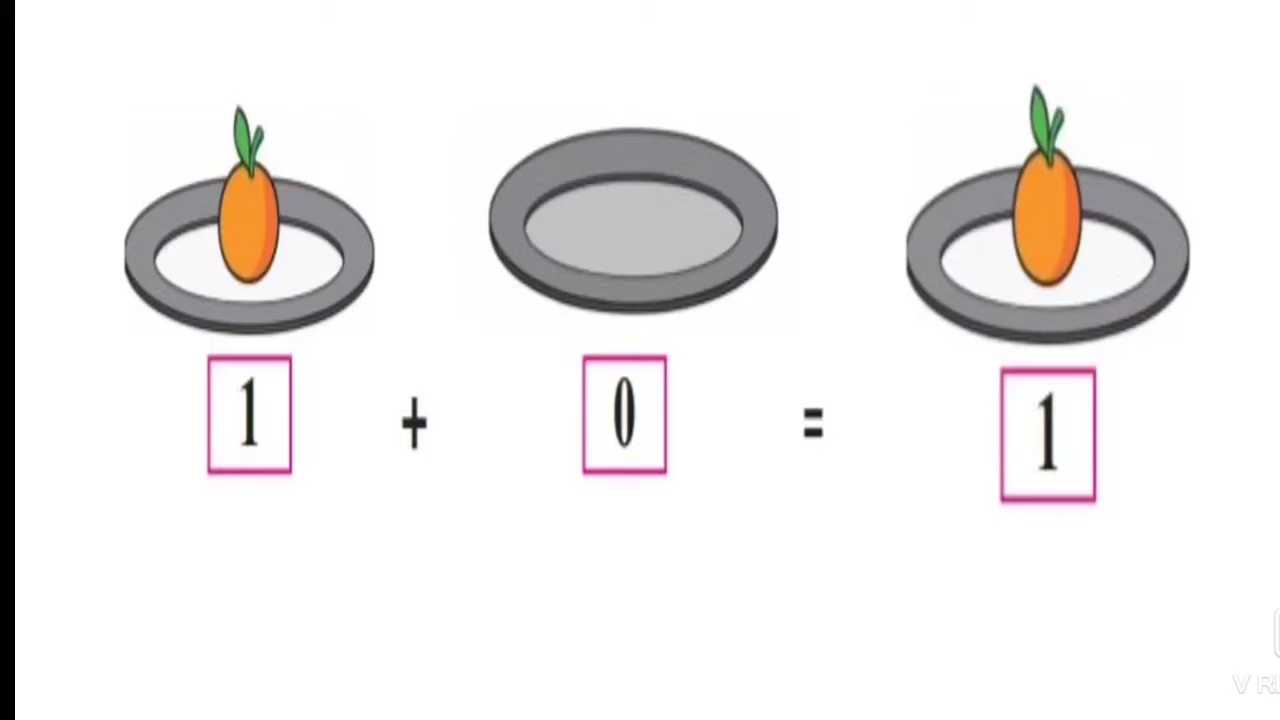 1 + 0 = 1